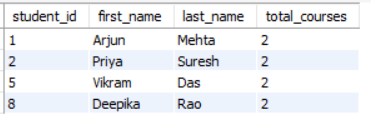 student_id first_name last_name total_courses
1 Arjun Mehta 2
2 Priya Suresh 2
5 Vikram Das 2
8 Deepika Rao 2